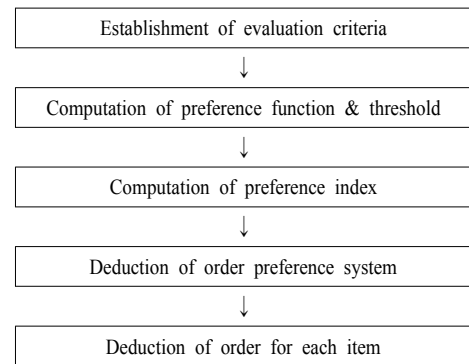 Establishment of evaluation criteria
↓
Computation of preference function & threshold
↓
Computation of preference index
↓
Deduction of order preference system
↓
Deduction of order for each item